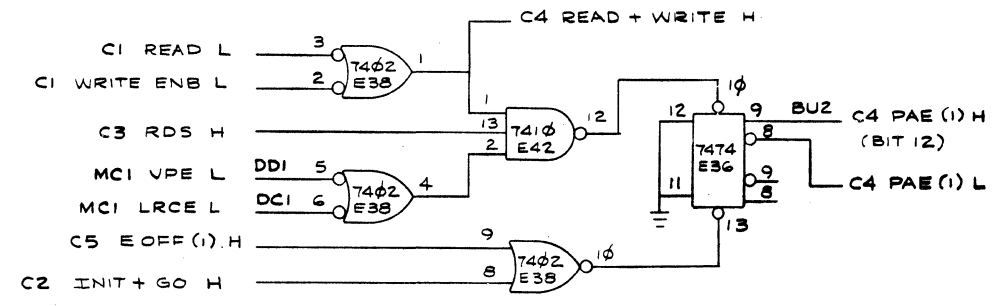 C4 READ + WRITE H
C1 READ L
3
1
7402
E38
C1 WRITE ENB L
2
10
1
12
12
9
BU2
C4 PAE (1) H
(BIT 12)
C3 RDS H
13
7410
E42
8
2
7474
E36
MC1 VPE L
DD1
5
4
7402
E38
9
C4 PAE (1) L
MC1 LRCE L
DC1
6
11
8
13
C5 EOFF (1) H
9
10
7402
E38
C2 INIT + GO H
8